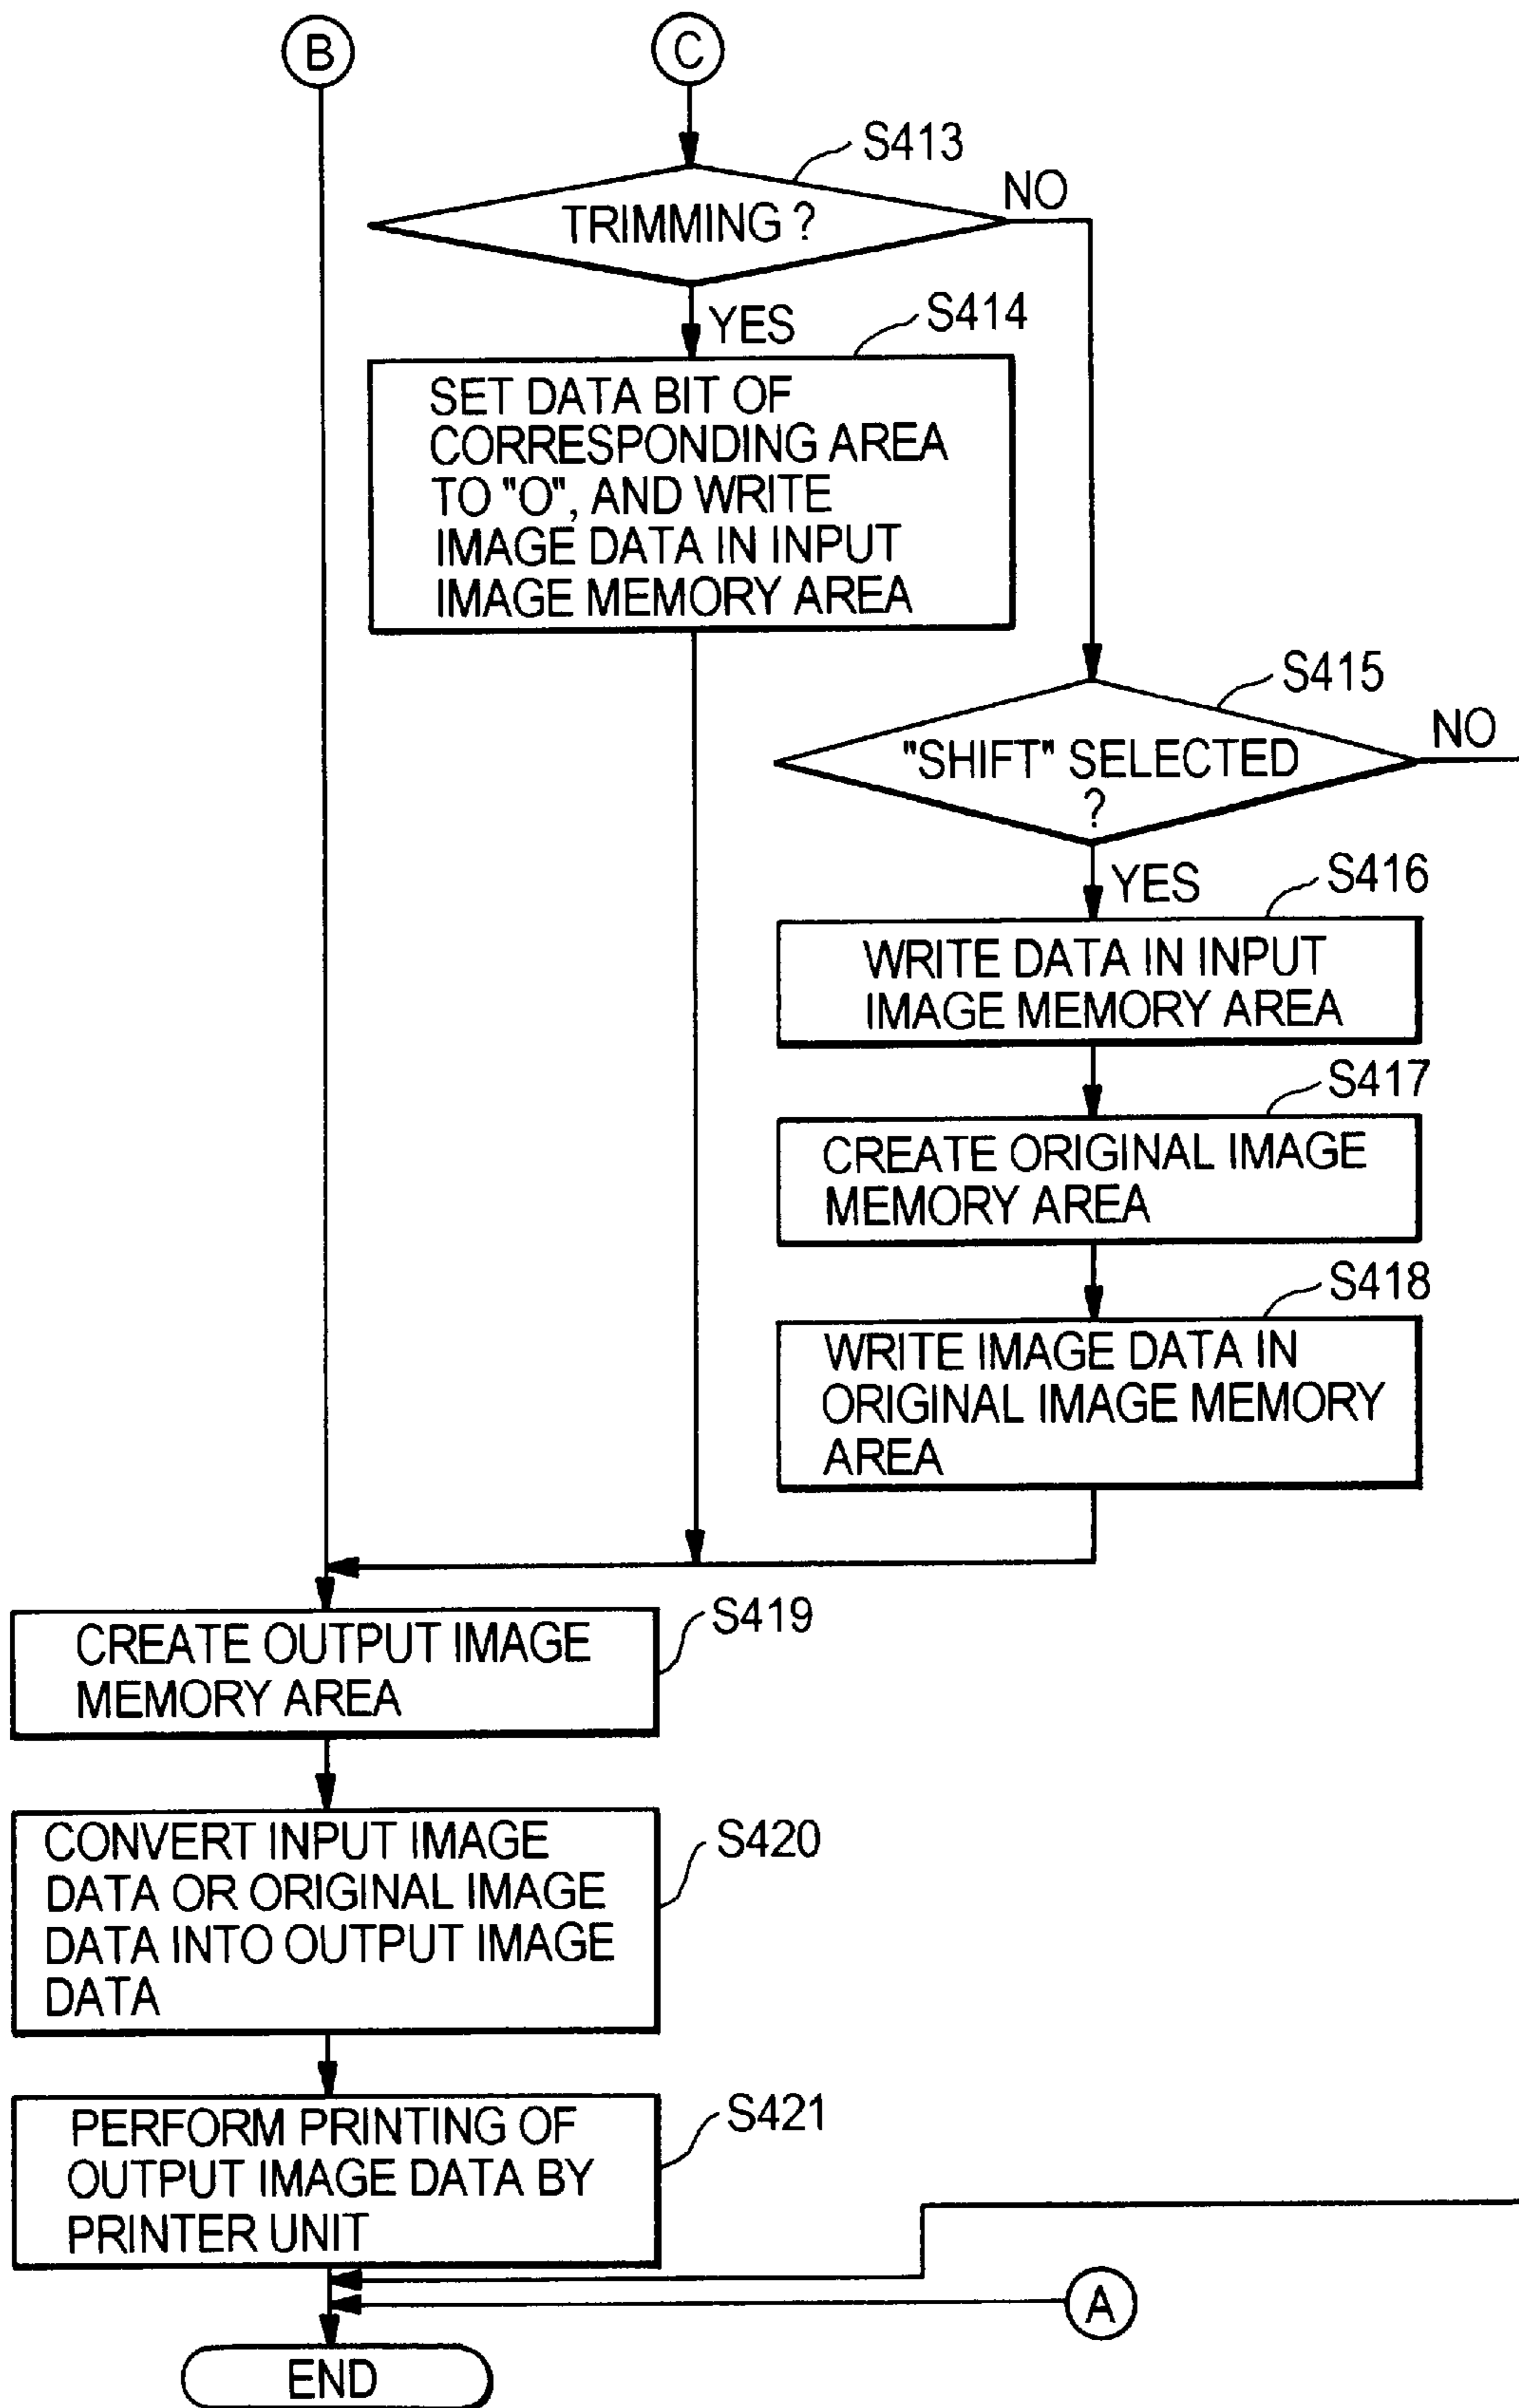 B
C
S413
TRIMMING ?
NO
YES
S414
SET DATA BIT OF
CORRESPONDING AREA
TO "O", AND WRITE
IMAGE DATA IN INPUT
IMAGE MEMORY AREA
S415
"SHIFT" SELECTED
?
NO
YES
S416
WRITE DATA IN INPUT
IMAGE MEMORY AREA
S417
CREATE ORIGINAL IMAGE
MEMORY AREA
S418
WRITE IMAGE DATA IN
ORIGINAL IMAGE MEMORY
AREA
S419
CREATE OUTPUT IMAGE
MEMORY AREA
S420
CONVERT INPUT IMAGE
DATA OR ORIGINAL IMAGE
DATA INTO OUTPUT IMAGE
DATA
S421
PERFORM PRINTING OF
OUTPUT IMAGE DATA BY
PRINTER UNIT
A
END